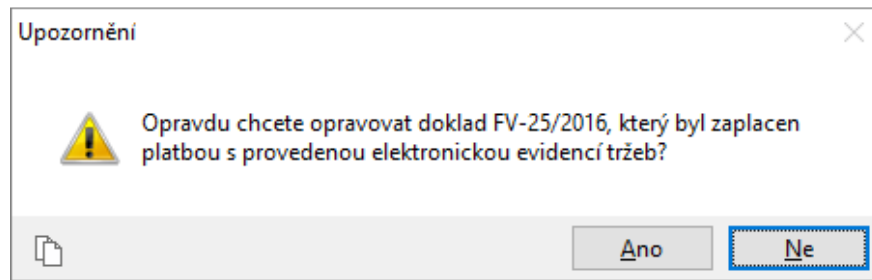 Upozornění
Opravdu chcete opravovat doklad FV-25/2016, který byl zaplacen
platbou s provedenou elektronickou evidencí tržeb?
Ano
Ne